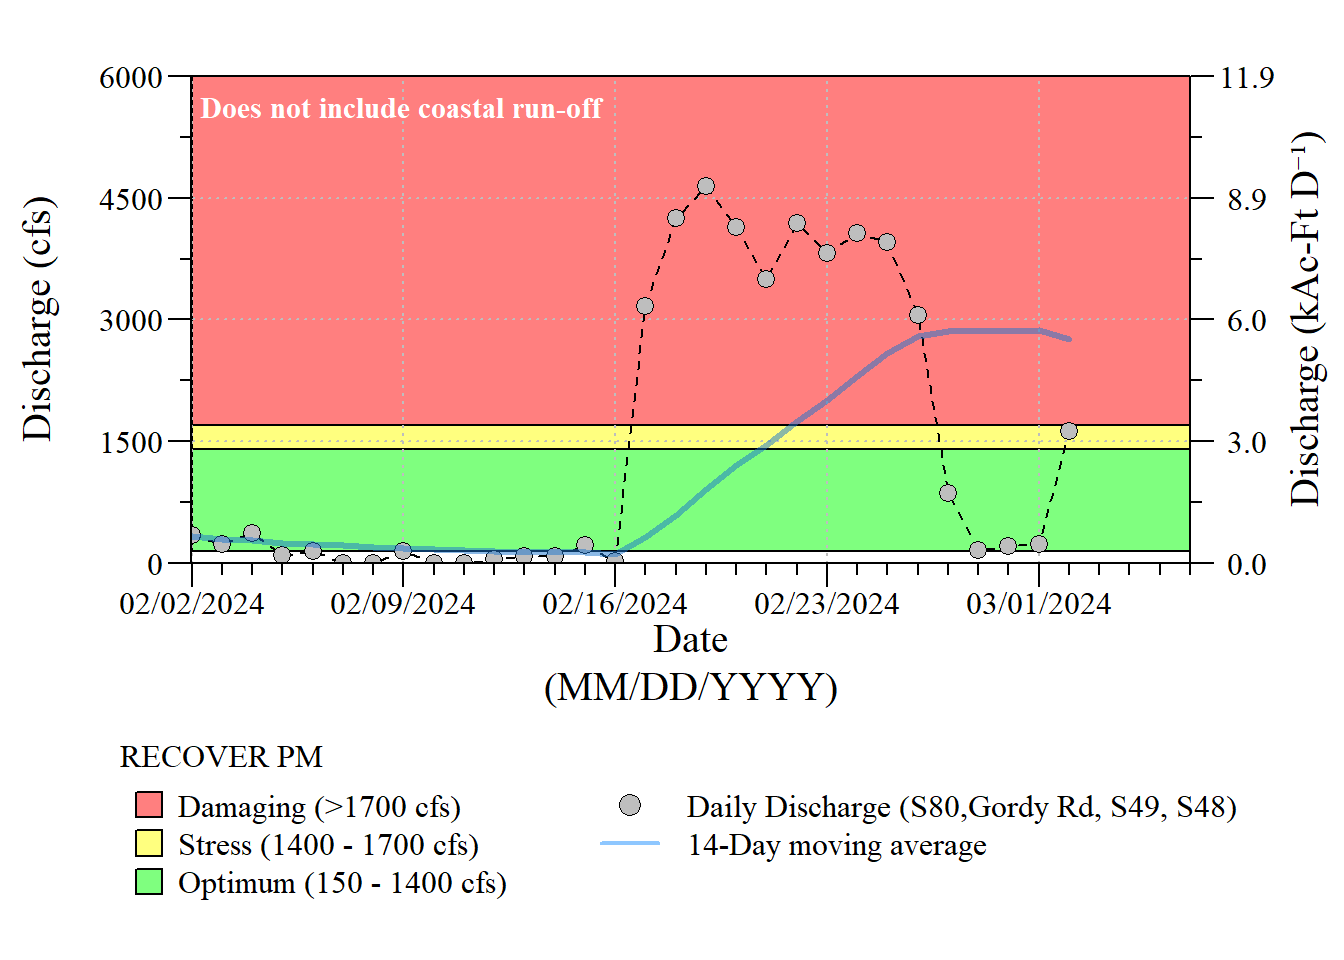 Does not include coastal run-off
6000
4500
3000
1500
0
11.9
8.9
6.0
3.0
0.0
Discharge (cfs)
Discharge (kAc-Ft D⁻¹)
02/02/2024
02/09/2024
02/16/2024
02/23/2024
03/01/2024
Date
(MM/DD/YYYY)
RECOVER PM
Damaging (>1700 cfs)
Stress (1400 - 1700 cfs)
Optimum (150 - 1400 cfs)
Daily Discharge (S80,Gordy Rd, S49, S48)
14-Day moving average